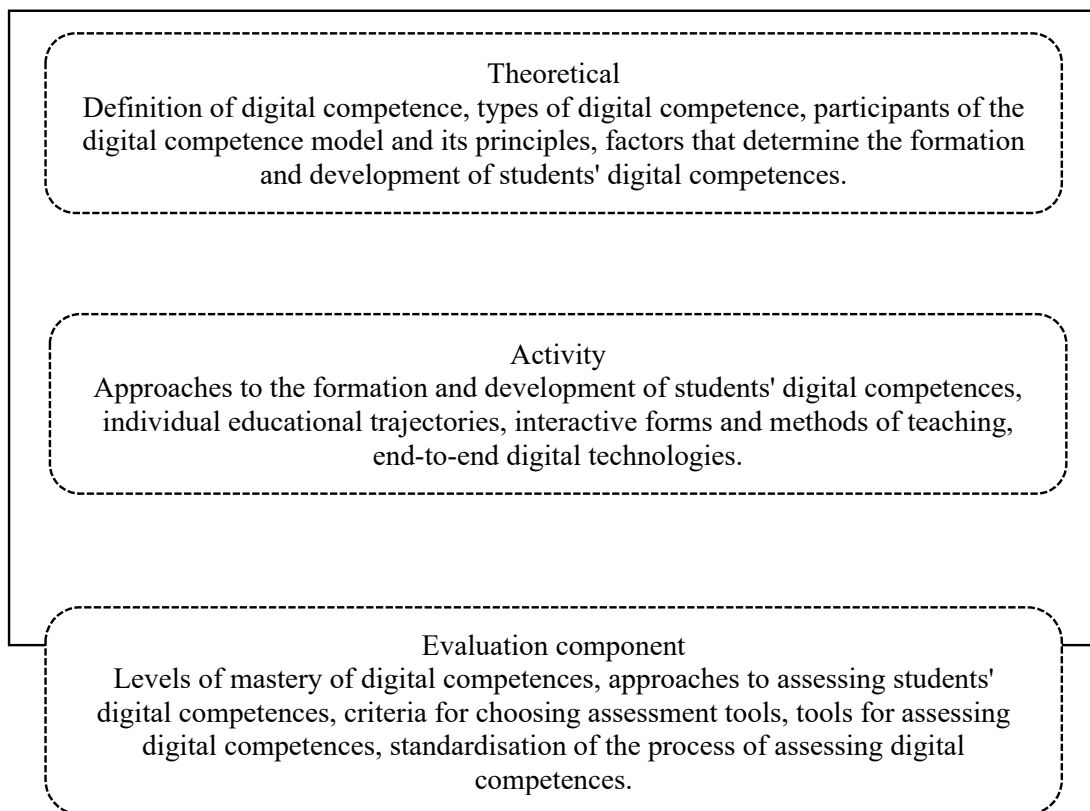 Theoretical
Definition of digital competence, types of digital competence, participants of the
digital competence model and its principles, factors that determine the formation
and development of students' digital competences.
Activity
Approaches to the formation and development of students' digital competences,
individual educational trajectories, interactive forms and methods of teaching,
end-to-end digital technologies.
Evaluation component
Levels of mastery of digital competences, approaches to assessing students'
digital competences, criteria for choosing assessment tools, tools for assessing
digital competences, standardisation of the process of assessing digital
competences.